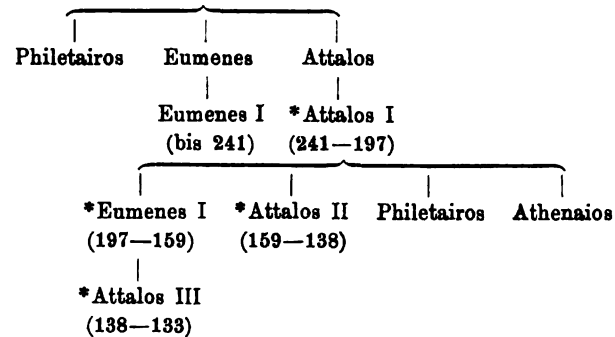 Philetairos Eumenes Attalos
Eumenes I *Attalos I
(bis 241) (241—197)
*Eumenes I *Attalos II Philetairos Athenaios
(197—159) (159—138)
*Attalos III
(138—133)